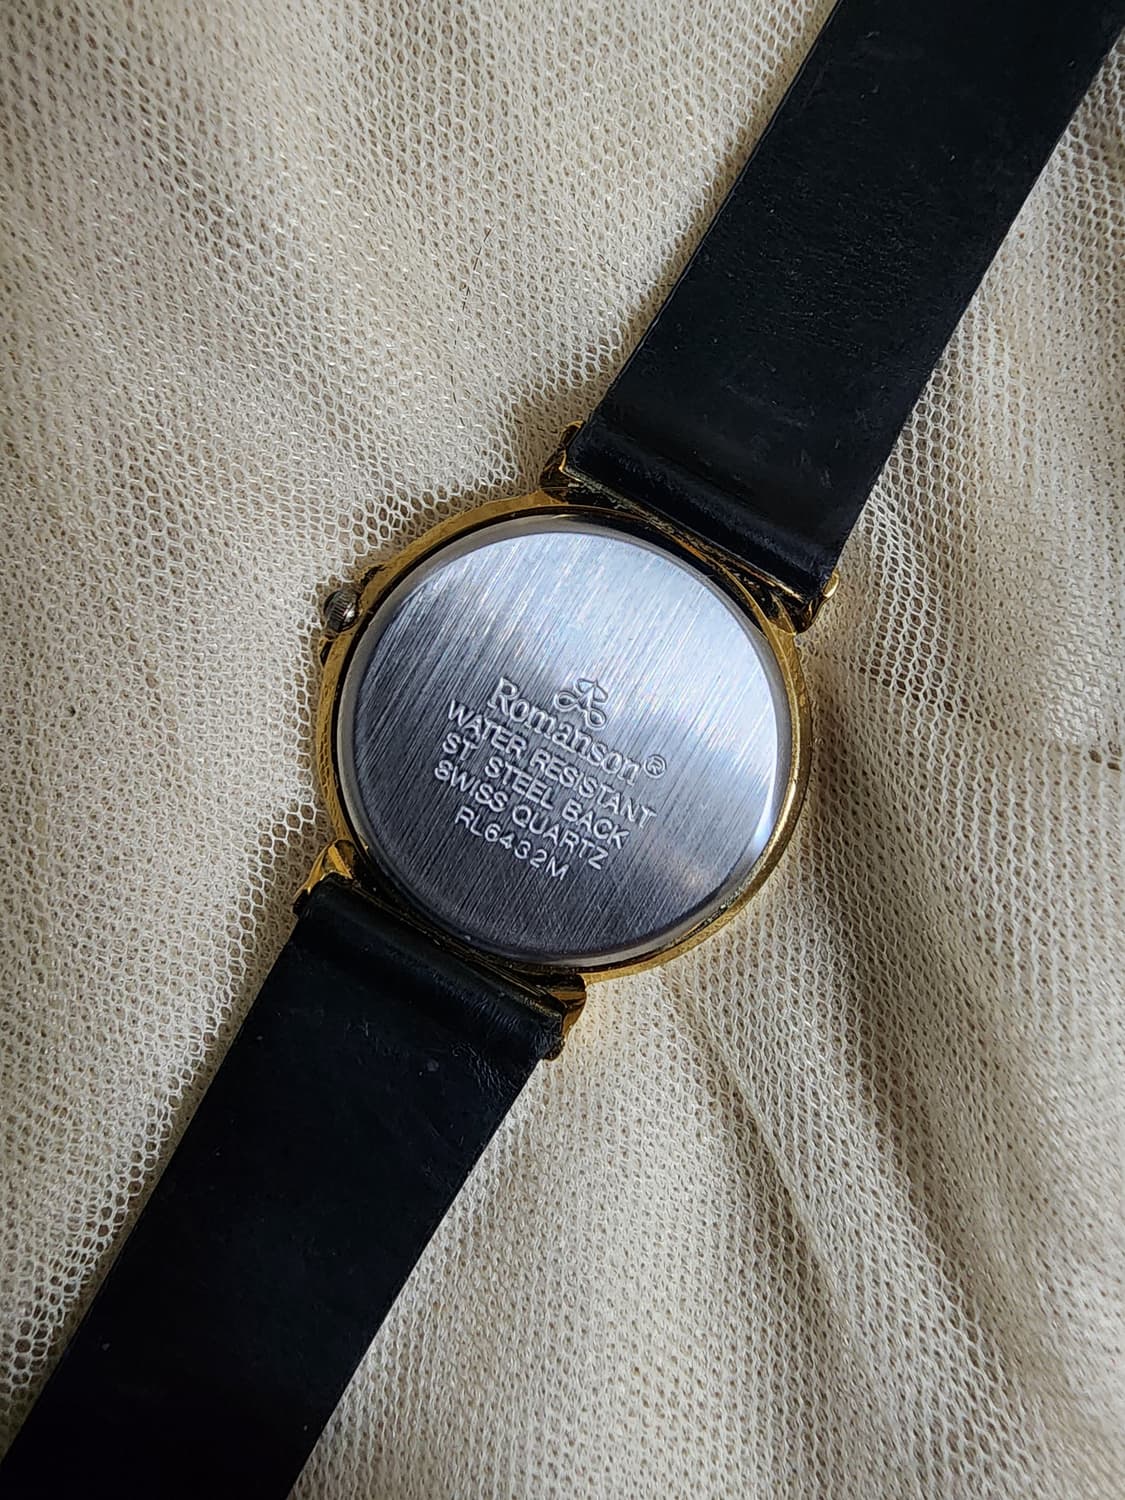 Romanson®
WATER RESISTANT
ST STEEL BACK
SWISS QUARTZ
RL6432M